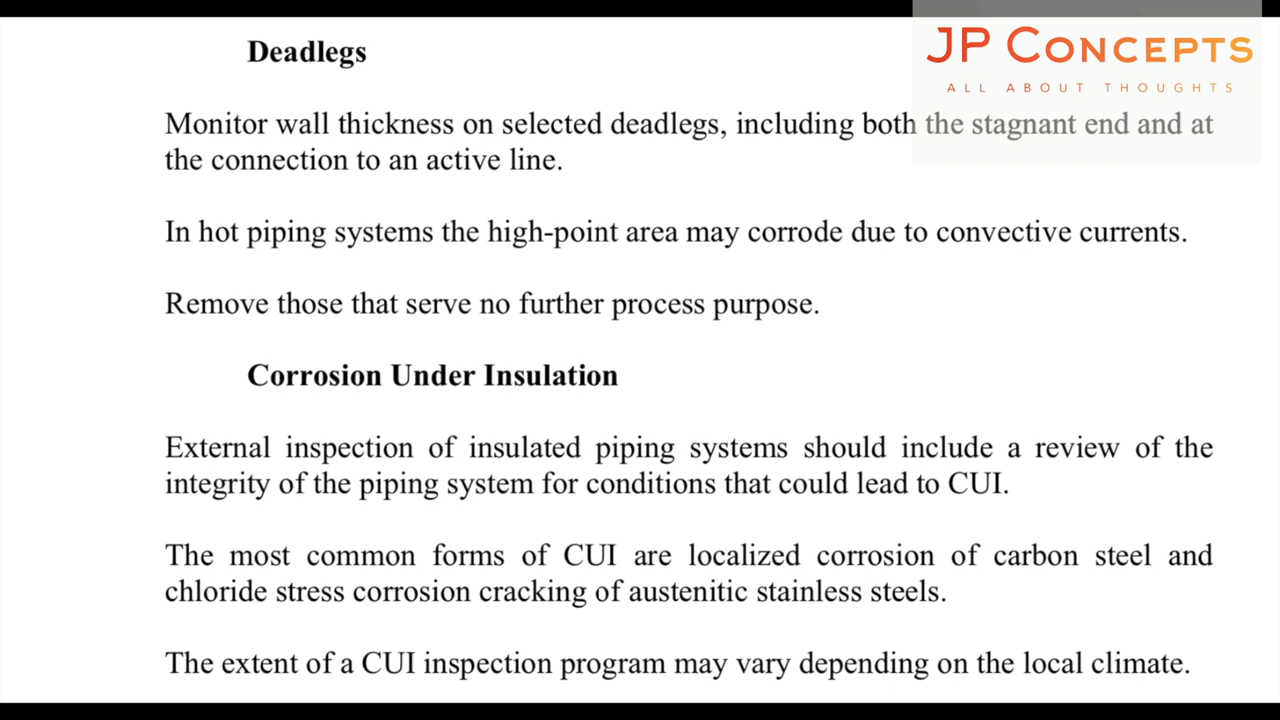 JP CONCEPTS
ALL ABOUT THOUGHTS
Deadlegs
Monitor wall thickness on selected deadlegs, including both the stagnant end and at
the connection to an active line.
In hot piping systems the high-point area may corrode due to convective currents.
Remove those that serve no further process purpose.
Corrosion Under Insulation
External inspection of insulated piping systems should include a review of the
integrity of the piping system for conditions that could lead to CUI.
The most common forms of CUI are localized corrosion of carbon steel and
chloride stress corrosion cracking of austenitic stainless steels.
The extent of a CUI inspection program may vary depending on the local climate.